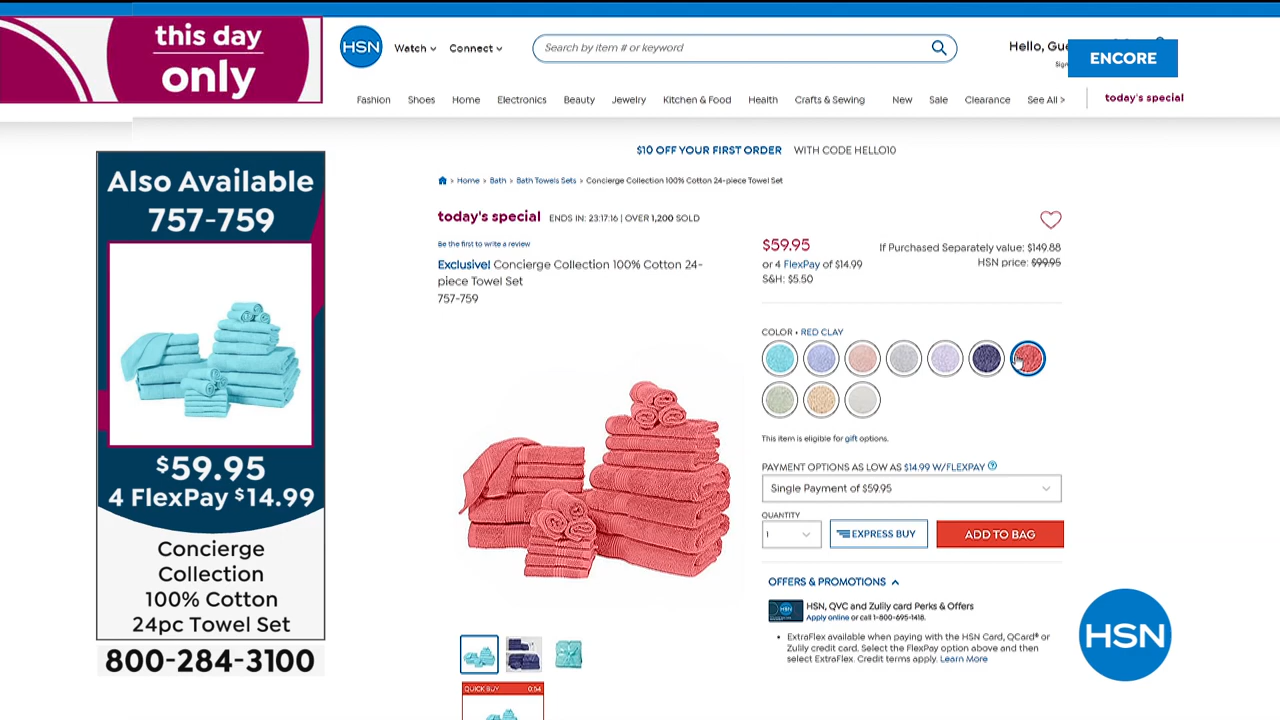 this day
only
HSN
Watch
Connect
Search by item # or keyword
Hello, Gue
Sign
ENCORE
Fashion
Shoes
Home
Electronics
Beauty
Jewelry
Kitchen & Food
Health
Crafts & Sewing
New
Sale
Clearance
See All >
today's special
$10 OFF YOUR FIRST ORDER WITH CODE HELLO10
Also Available
757-759
$59.95
4 FlexPay $14.99
Concierge
Collection
100% Cotton
24pc Towel Set
800-284-3100
> Home > Bath > Bath Towels Sets > Concierge Collection 100% Cotton 24-piece Towel Set
today's special ENDS IN: 23:17:16 | OVER 1,200 SOLD
Be the first to write a review
Exclusive! Concierge Collection 100% Cotton 24-
piece Towel Set
757-759
$59.95
or 4 FlexPay of $14.99
S&H: $5.50
If Purchased Separately value: $149.88
HSN price: $99.95
COLOR • RED CLAY
This item is eligible for gift options.
PAYMENT OPTIONS AS LOW AS $14.99 W/FLEXPAY ?
Single Payment of $59.95
QUANTITY
1
EXPRESS BUY
ADD TO BAG
OFFERS & PROMOTIONS
HSN
HSN, QVC and Zulily card Perks & Offers
Apply online or call 1-800-695-1418.
• ExtraFlex available when paying with the HSN Card, QCard® or
Zulily credit card. Select the FlexPay option above and then
select ExtraFlex. Credit terms apply. Learn More
QUICK BUY 0:54
HSN